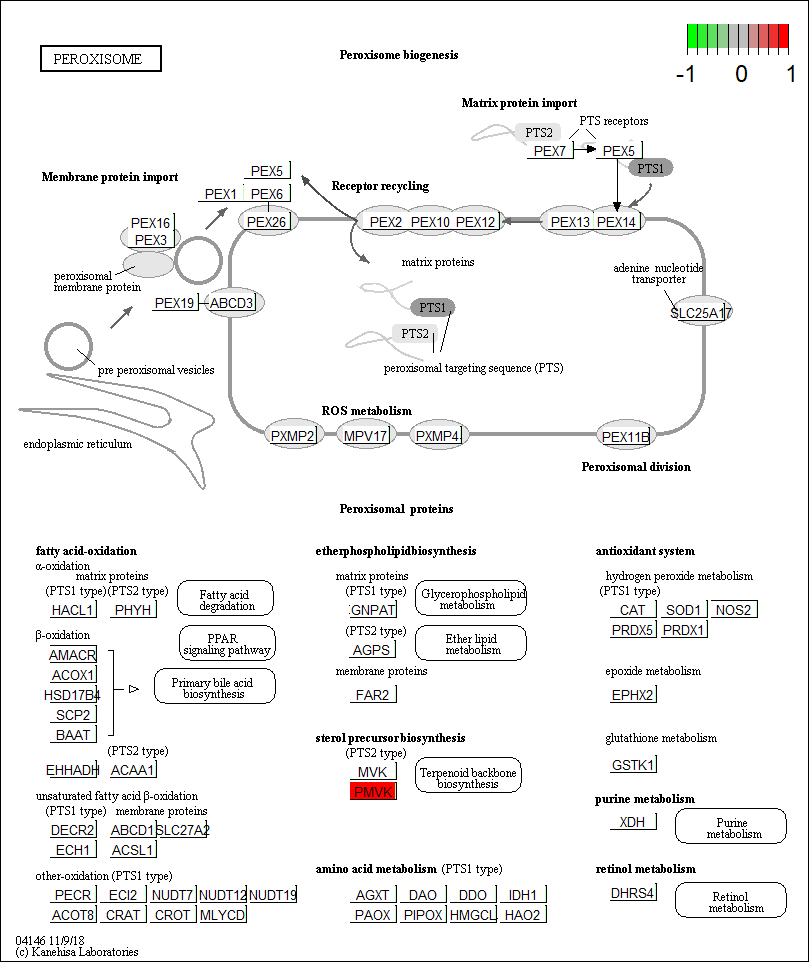 PEROXISOME
Peroxisome biogenesis
-1 0 1
Matrix protein import
PTS2
PTS receptors
PEX7
PEX5
PTS1
Membrane protein import
PEX5
Receptor recycling
PEX1
PEX6
PEX16
PEX3
PEX26
PEX2
PEX10
PEX12
PEX13
PEX14
peroxisomal
membrane protein
matrix proteins
adenine nucleotide
transporter
PEX19
ABCD3
PTS1
PTS2
SLC25A17
pre peroxisomal vesicles
peroxisomal targeting sequence (PTS)
endoplasmic reticulum
ROS metabolism
PXMP2
MPV17
PXMP4
PEX11B
Peroxisomal division
Peroxisomal proteins
fatty acid-oxidation
α-oxidation
matrix proteins
(PTS1 type) (PTS2 type)
HACL1 PHYH
Fatty acid
degradation
β-oxidation
PPAR
signaling pathway
AMACR
ACOX1
HSD17B4
SCP2
BAAT
Primary bile acid
biosynthesis
(PTS2 type)
EHHADH ACAA1
unsaturated fatty acid β-oxidation
(PTS1 type) membrane proteins
DECR2 ABCD1 SLC27A2
ECH1 ACSL1
other-oxidation (PTS1 type)
PECR ECI2 NUDT7 NUDT12 NUDT19
ACOT8 CRAT CROT MLYCD
etherphospholipidbiosynthesis
matrix proteins
(PTS1 type)
GNPAT
Glycerophospholipid
metabolism
(PTS2 type)
AGPS
Ether lipid
metabolism
membrane proteins
FAR2
sterol precursorbiosynthesis
(PTS2 type)
MVK
PMVK
Terpenoid backbone
biosynthesis
amino acid metabolism (PTS1 type)
AGXT DAO DDO IDH1
PAOX PIPOX HMGCL HAO2
antioxidant system
hydrogen peroxide metabolism
(PTS1 type)
CAT SOD1 NOS2
PRDX5 PRDX1
epoxide metabolism
EPHX2
glutathione metabolism
GSTK1
purine metabolism
XDH
Purine
metabolism
retinol metabolism
DHRS4
Retinol
metabolism
04146 11/9/18
(c) Kanehisa Laboratories